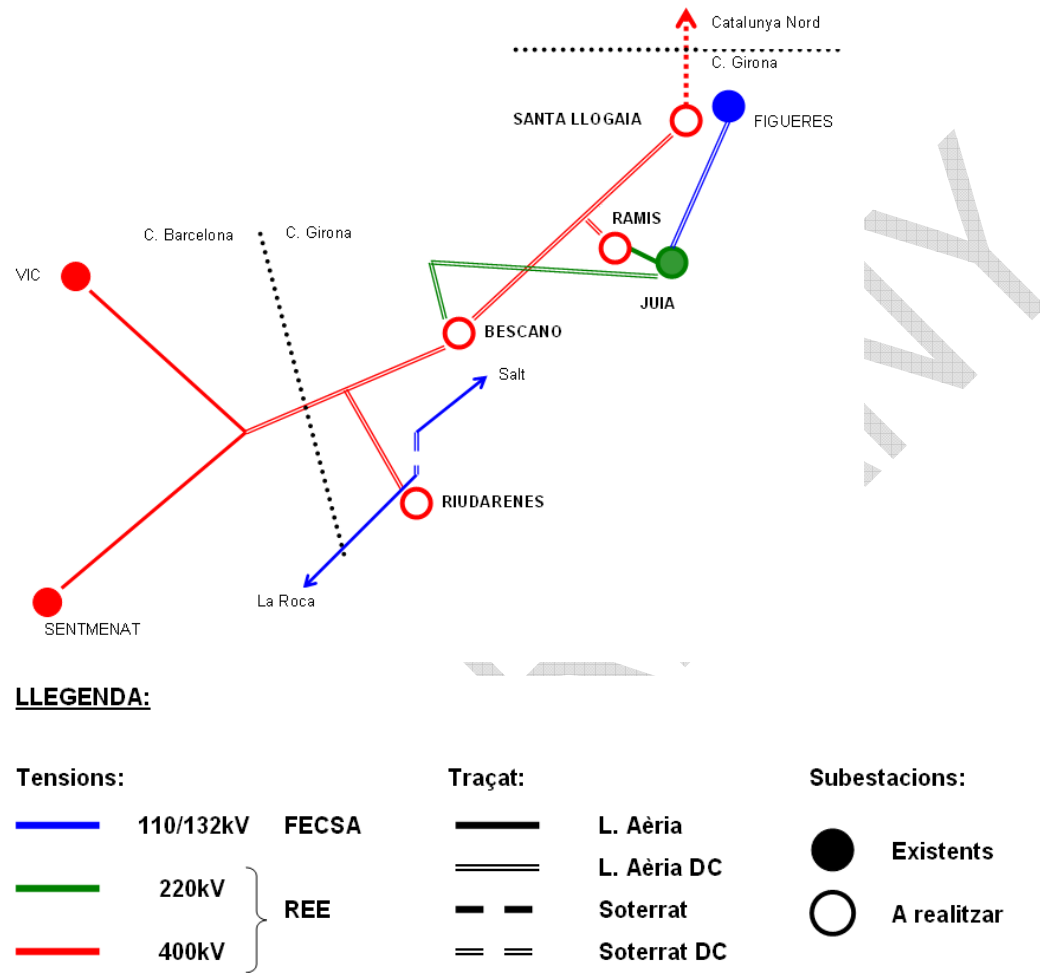 Catalunya Nord
C. Girona
SANTA LLOGAIA
FIGUERES
RAMIS
C. Barcelona
C. Girona
VIC
JUIA
BESCANO
Salt
RIUDARENES
La Roca
SENTMENAT
LLEGENDA:
Tensions:
Traçat:
Subestacions:
110/132kV
FECSA
L. Aèria
L. Aèria DC
Existents
220kV
REE
Soterrat
A realitzar
400kV
Soterrat DC